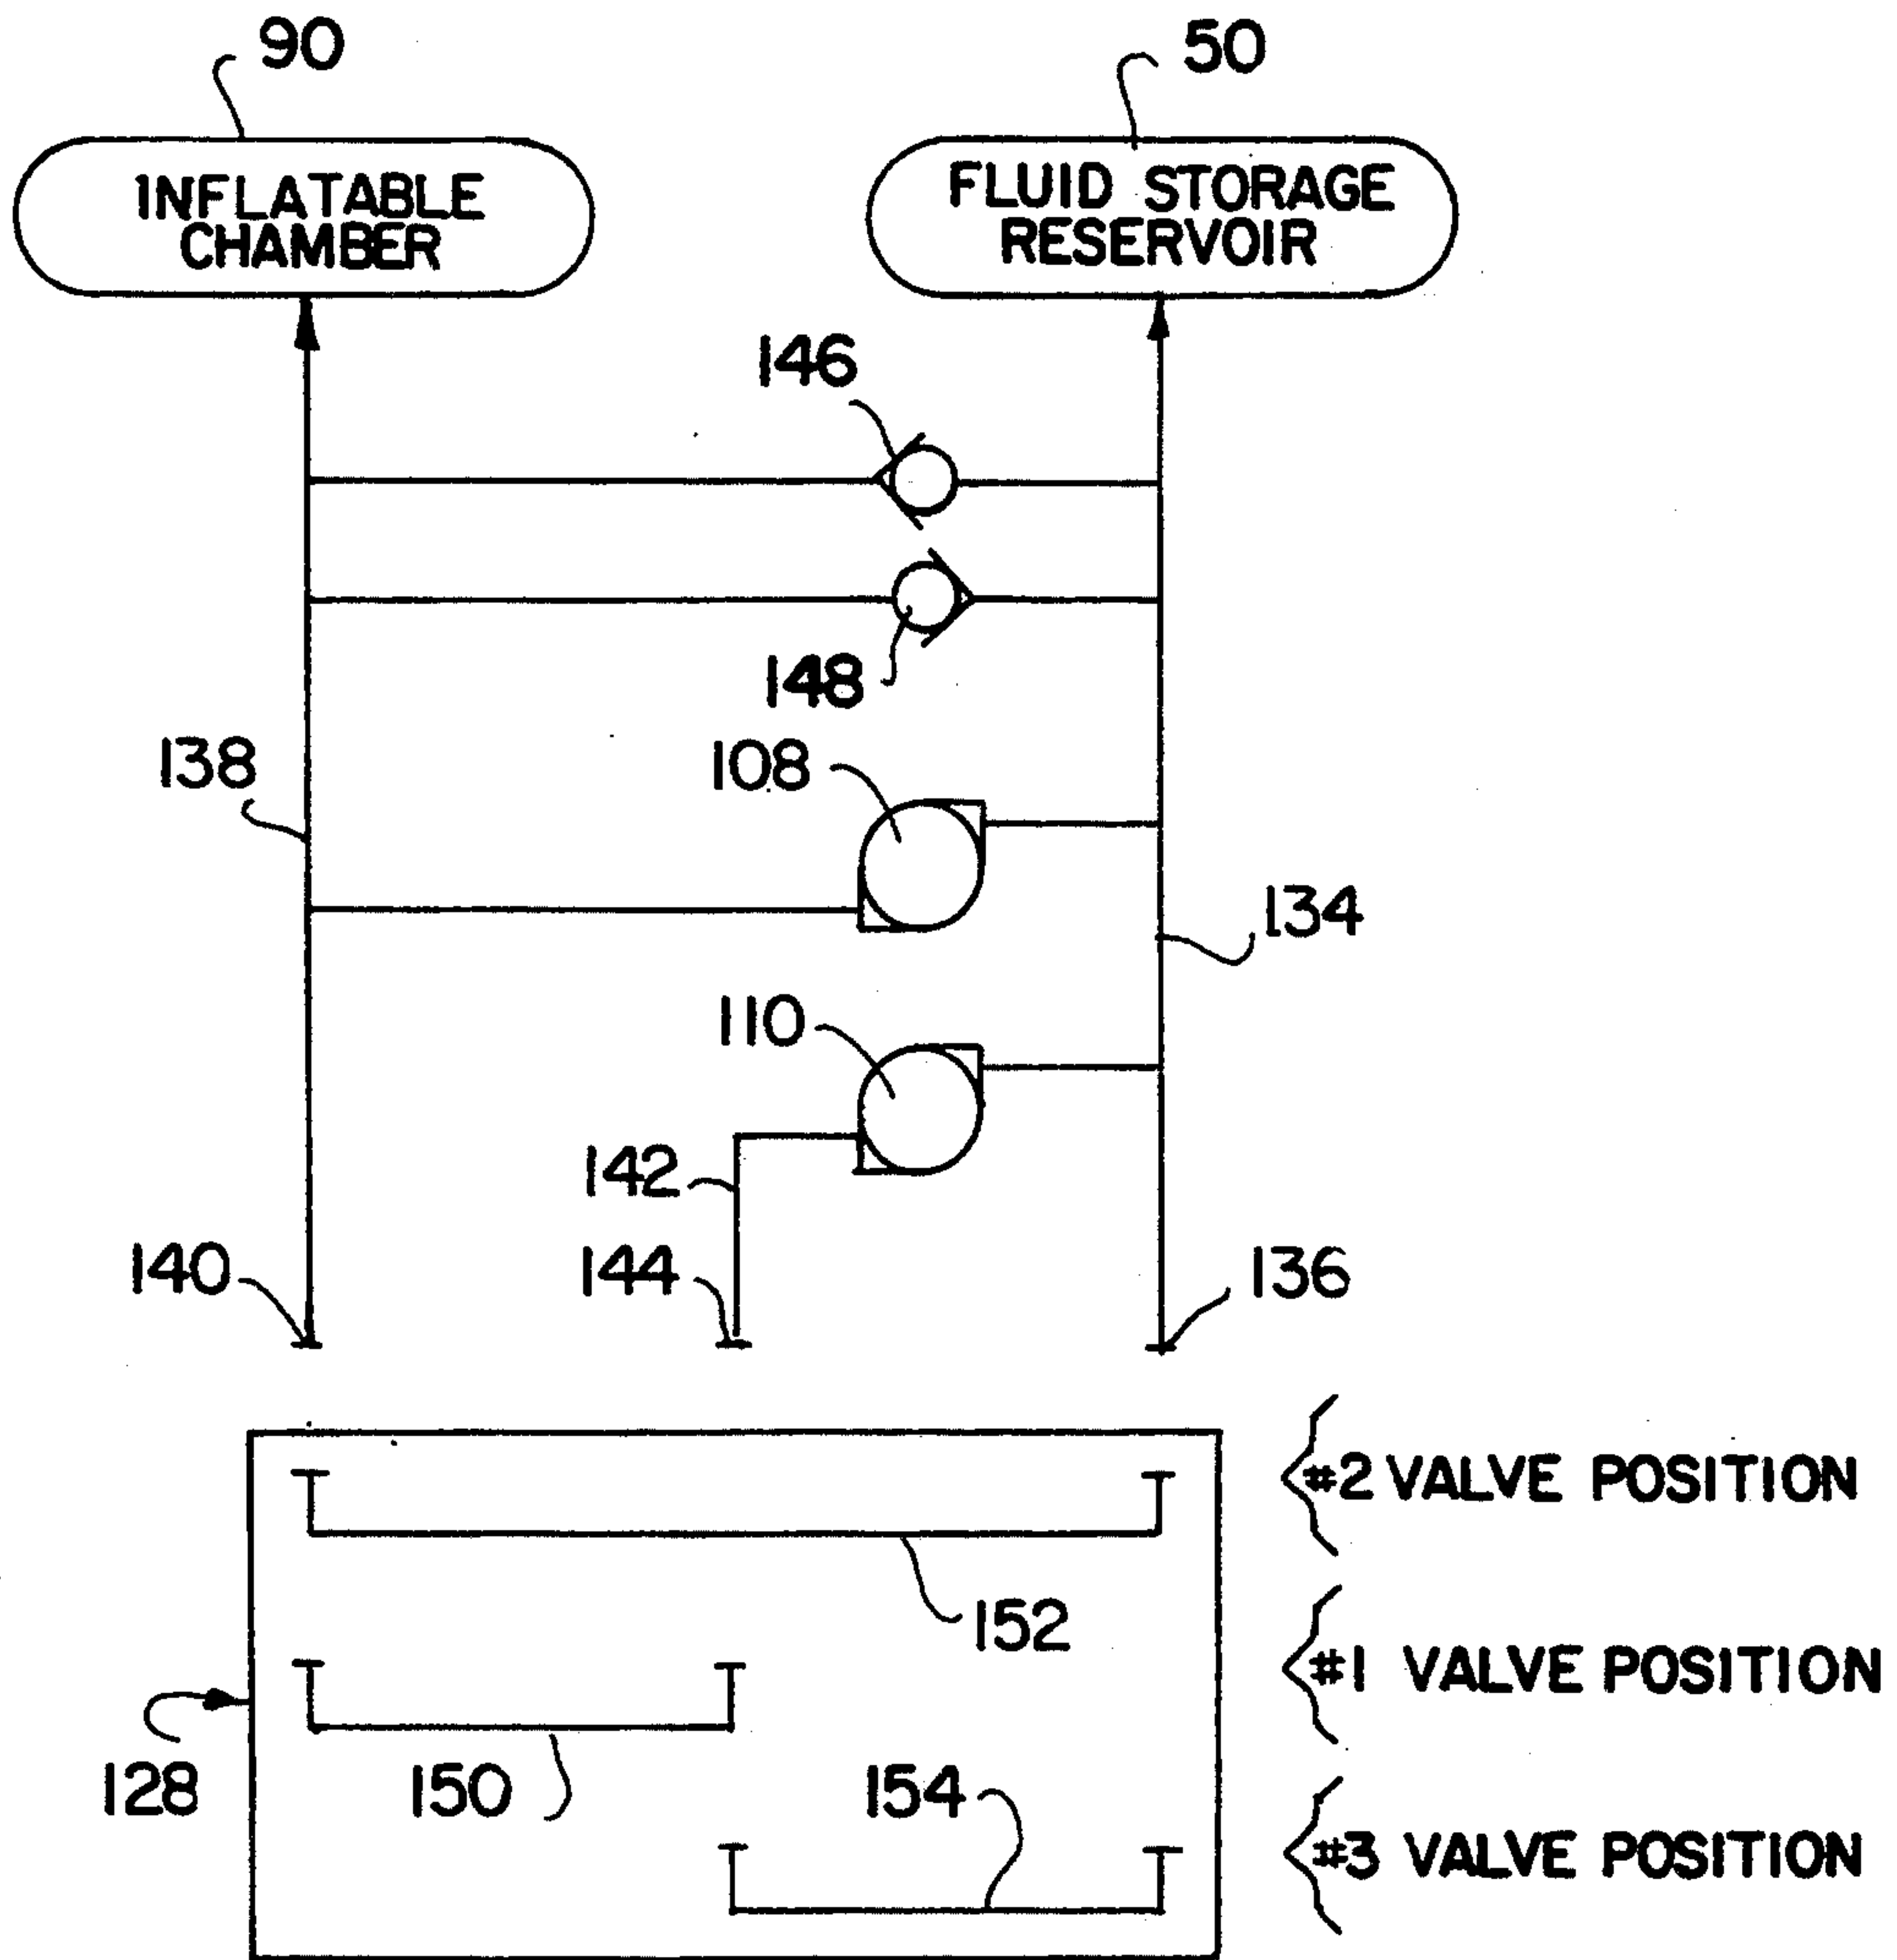 90
50
INFLATABLE
CHAMBER
FLUID STORAGE
RESERVOIR
146
148
138
108
134
110
142
140
144
136
#2 VALVE POSITION
152
#1 VALVE POSITION
128
150
154
#3 VALVE POSITION